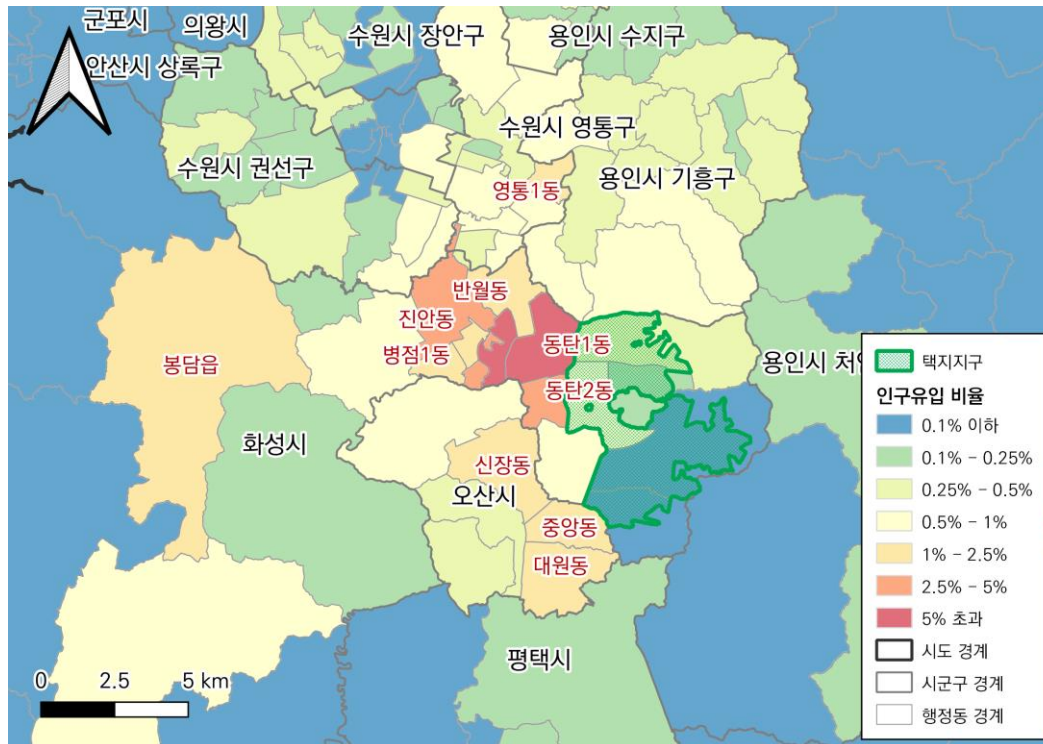 군포시
의왕시
수원시 장안구
용인시 수지구
안산시 상록구
수원시 영통구
수원시 권선구
영통1동
용인시 기흥구
반월동
진안동
병점1동
동탄1동
봉담읍
동탄2동
용인시 처인
화성시
신장동
오산시
중앙동
대원동
평택시
0 2.5 5 km
택지지구
인구유입 비율
0.1% 이하
0.1% - 0.25%
0.25% - 0.5%
0.5% - 1%
1% - 2.5%
2.5% - 5%
5% 초과
시도 경계
시군구 경계
행정동 경계